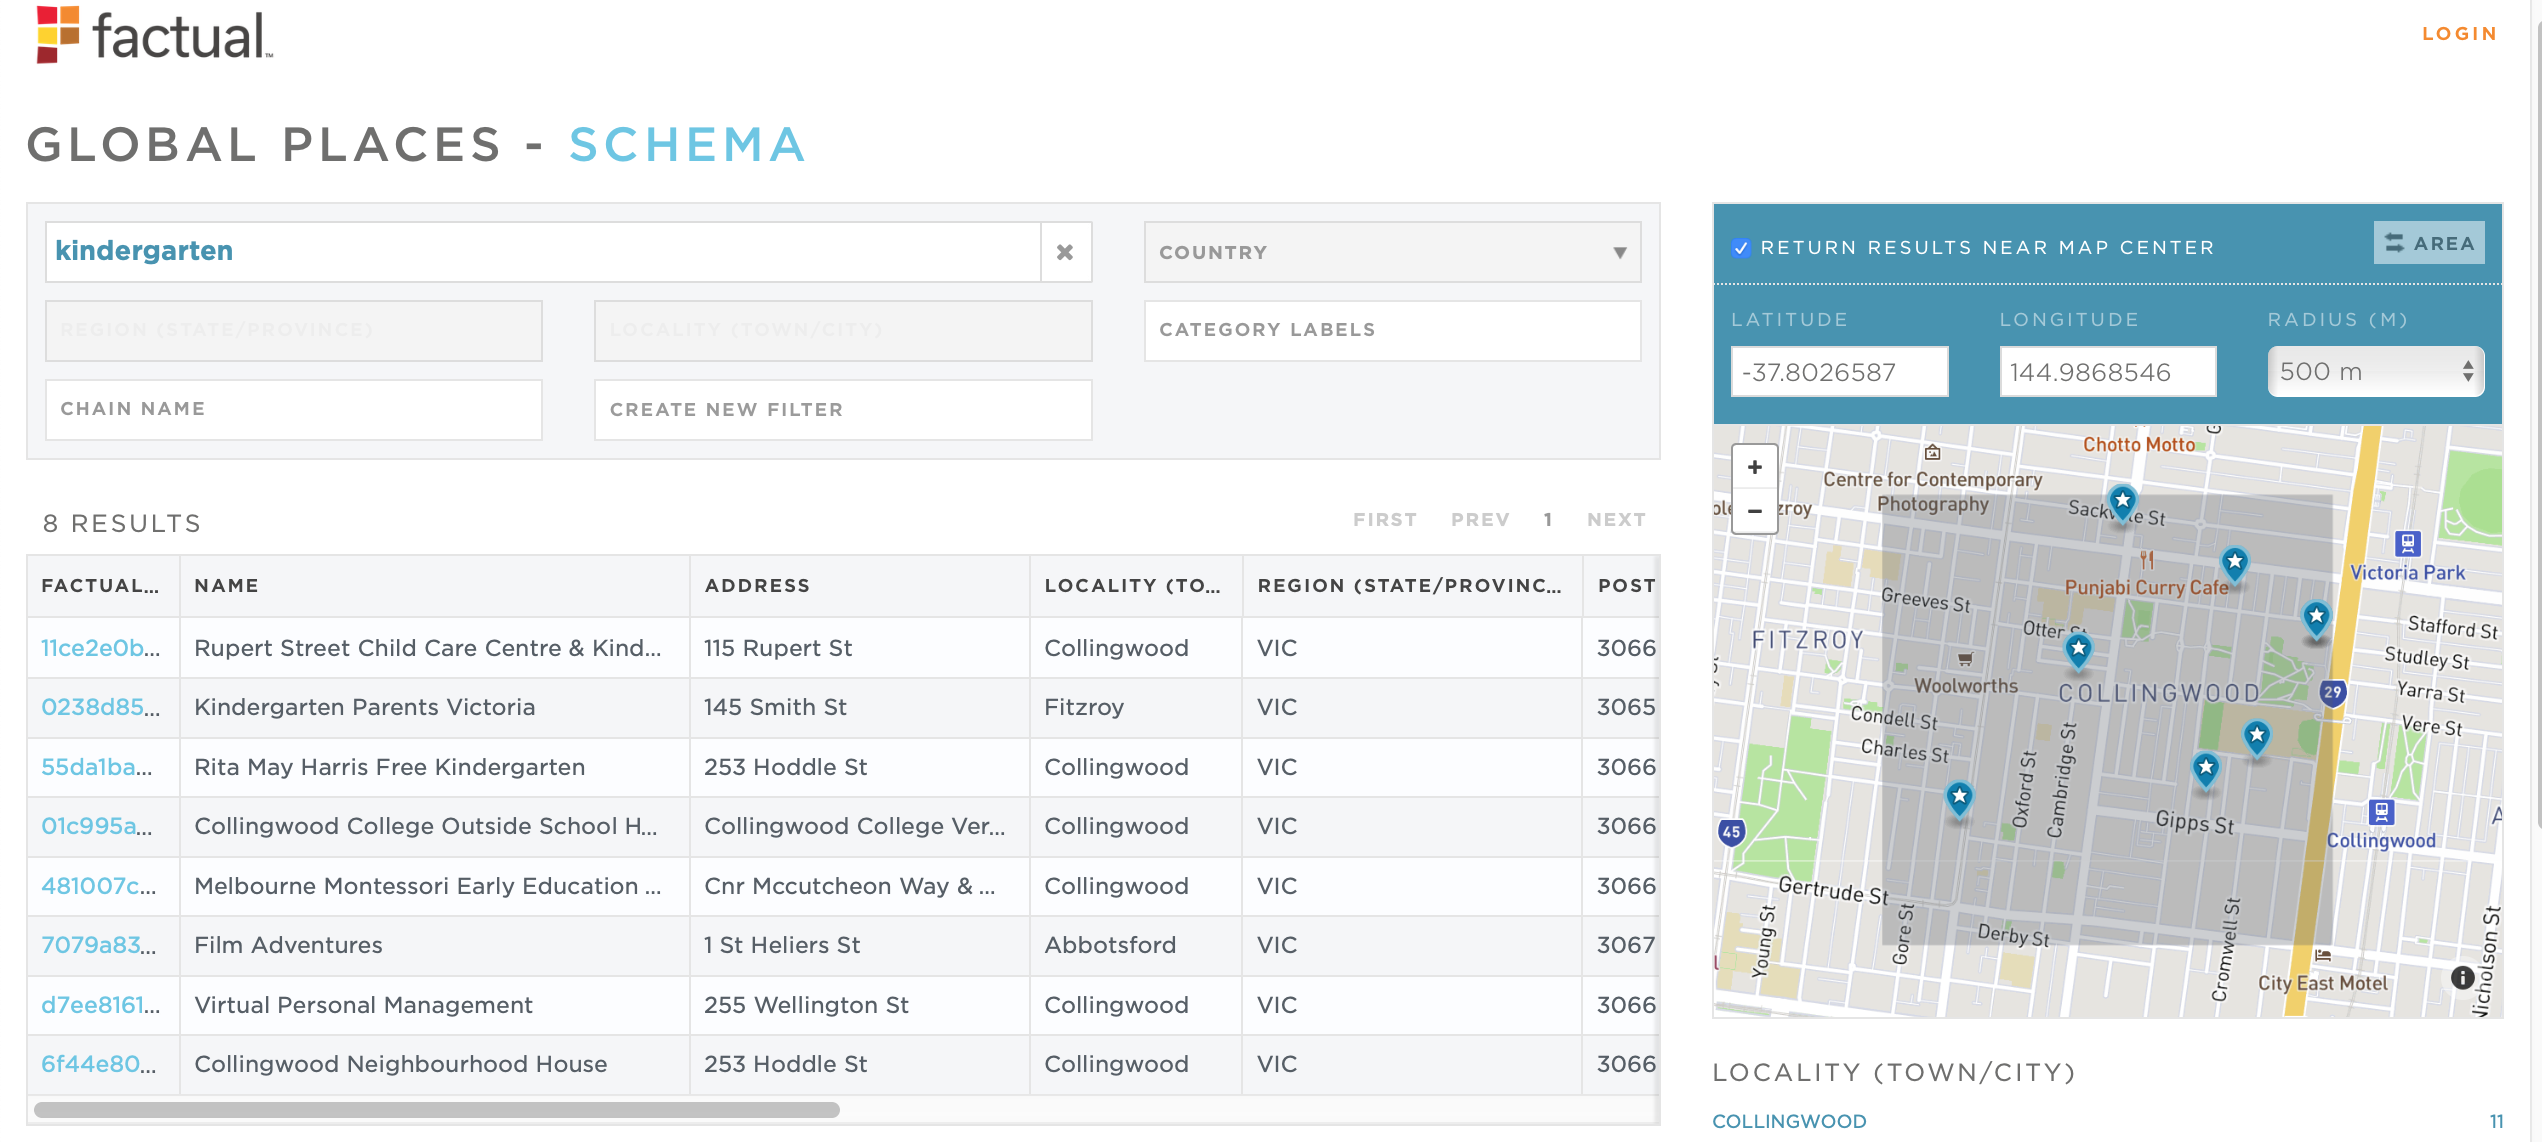 factual™
LOGIN
GLOBAL PLACES - SCHEMA
kindergarten
COUNTRY
REGION (STATE/PROVINCE)
LOCALITY (TOWN/CITY)
CATEGORY LABELS
CHAIN NAME
CREATE NEW FILTER
8 RESULTS
FIRST PREV 1 NEXT
FACTUAL... NAME ADDRESS LOCALITY (TO... REGION (STATE/PROVINC... POST
11ce2e0b... Rupert Street Child Care Centre & Kind... 115 Rupert St Collingwood VIC 3066
0238d85... Kindergarten Parents Victoria 145 Smith St Fitzroy VIC 3065
55da1ba... Rita May Harris Free Kindergarten 253 Hoddle St Collingwood VIC 3066
01c995a... Collingwood College Outside School H... Collingwood College Ver... Collingwood VIC 3066
481007c... Melbourne Montessori Early Education ... Cnr Mccutcheon Way & ... Collingwood VIC 3066
7079a83... Film Adventures 1 St Heliers St Abbotsford VIC 3067
d7ee8161... Virtual Personal Management 255 Wellington St Collingwood VIC 3066
6f44e80... Collingwood Neighbourhood House 253 Hoddle St Collingwood VIC 3066
RETURN RESULTS NEAR MAP CENTER
AREA
LATITUDE LONGITUDE RADIUS (M)
-37.8026587 144.9868546 500 m
+
−
Chotto Motto
Centre for Contemporary
Photography
zroy
Sackv le St
Punjabi Curry Cafe
Victoria Park
Greeves St
FITZROY
Otter S
Stafford St
Studley St
Woolworths
COLLINGWOOD
29
Yarra St
Condell St
Vere St
Charles St
Oxford St
Cambridge St
45
Gipps St
Collingwood
Gertrude St
Young St
Gore St
Derby St
Cromwell St
Nicholson St
City East Motel
i
LOCALITY (TOWN/CITY)
COLLINGWOOD 11